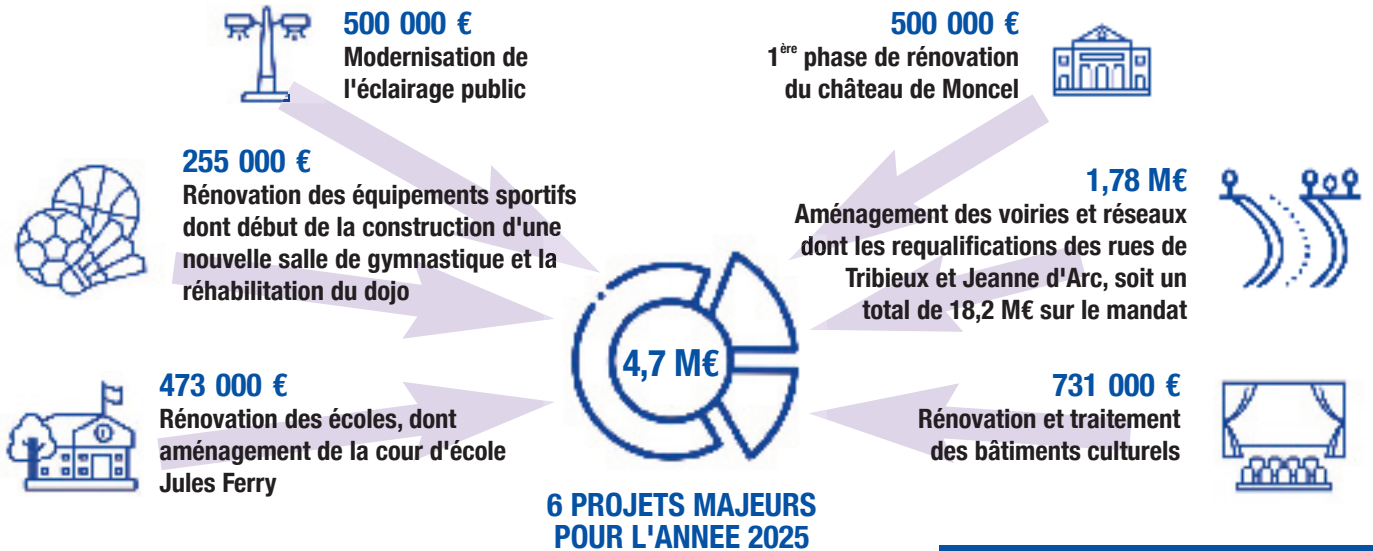 500 000 €
Modernisation de
l'éclairage public
500 000 €
1ère phase de rénovation
du château de Moncel
255 000 €
Rénovation des équipements sportifs
dont début de la construction d'une
nouvelle salle de gymnastique et la
réhabilitation du dojo
1,78 M€
Aménagement des voiries et réseaux
dont les requalifications des rues de
Tribieux et Jeanne d'Arc, soit un
total de 18,2 M€ sur le mandat
4,7 M€
473 000 €
Rénovation des écoles, dont
aménagement de la cour d'école
Jules Ferry
731 000 €
Rénovation et traitement
des bâtiments culturels
6 PROJETS MAJEURS
POUR L'ANNEE 2025